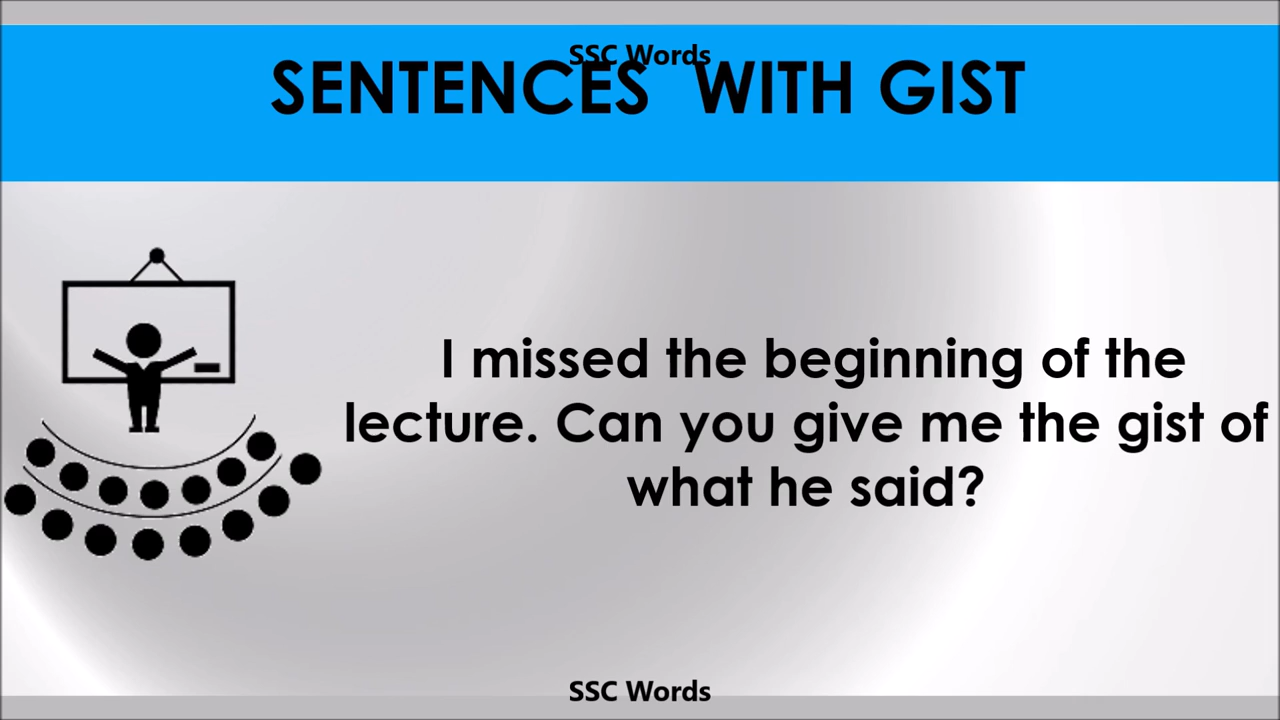 SSC Words
SENTENCES WITH GIST
I missed the beginning of the
lecture. Can you give me the gist of
what he said?
SSC Words